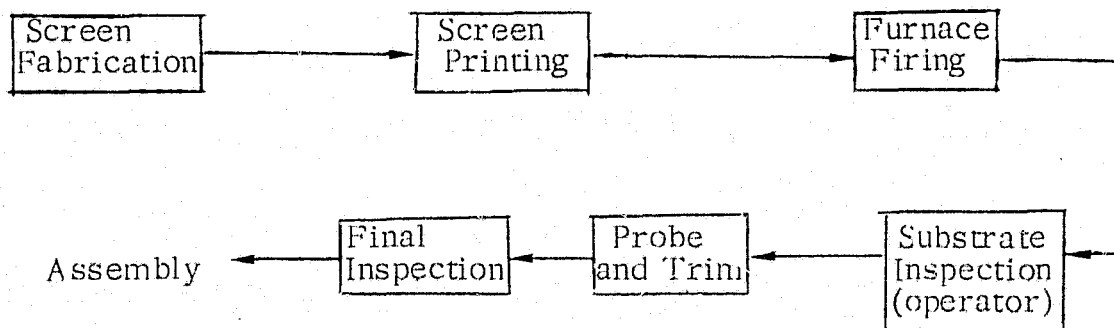 Screen
Fabrication
Screen
Printing
Furnace
Firing
Substrate
Inspection
(operator)
Probe
and Trim
Final
Inspection
Assembly